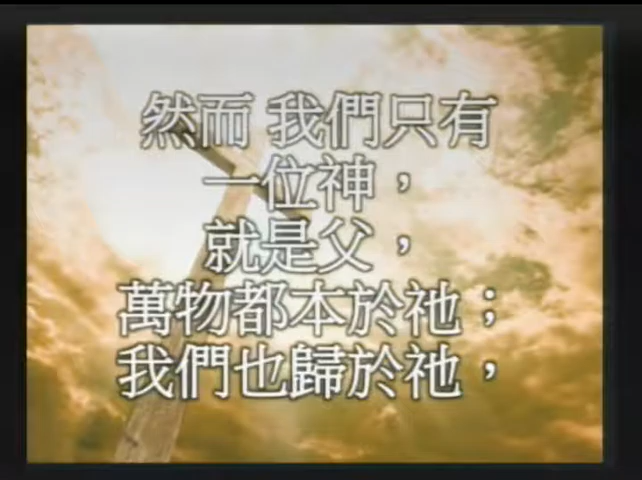 然而 我們只有
一位神，
就是父，
萬物都本於祂；
我們也歸於祂，